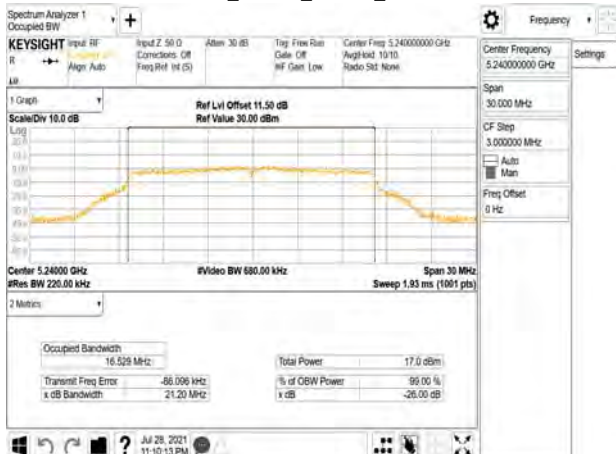 Spectrum Analyzer 1
Occupied BW
Frequency
KEYSIGHT
Input: RF
Input Z: 50 Ω
Atten: 30 dB
Trig: Free Run
Center Freq: 5.240000000 GHz
R
Corrections: Off
Gate: Off
Avg|Hold: 10/10
Align: Auto
Freq Ref: Int (S)
#IF Gain: Low
Radio Std: None
Center Frequency
5.240000000 GHz
Settings
Span
30.000 MHz
CF Step
3.000000 MHz
Auto
Man
Freq Offset
0 Hz
1 Graph
Scale/Div 10.0 dB
Ref Lvl Offset 11.50 dB
Ref Value 30.00 dBm
Log
Center 5.24000 GHz
#Video BW 680.00 kHz
Span 30 MHz
#Res BW 220.00 kHz
Sweep 1.93 ms (1001 pts)
2 Metrics
Occupied Bandwidth
16.529 MHz
Total Power
17.0 dBm
Transmit Freq Error
-86.096 kHz
% of OBW Power
99.00 %
x dB Bandwidth
21.20 MHz
x dB
-26.00 dB
Jul 28, 2021
11:10:13 PM